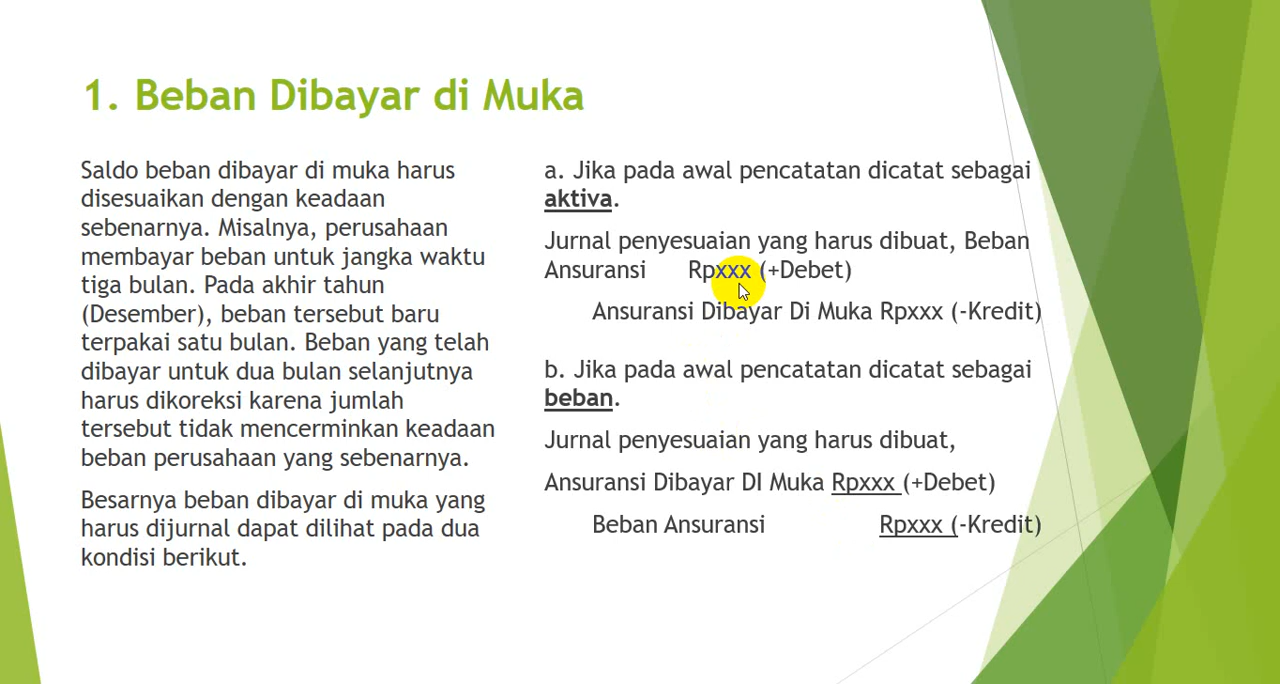 1. Beban Dibayar di Muka
Saldo beban dibayar di muka harus
disesuaikan dengan keadaan
sebenarnya. Misalnya, perusahaan
membayar beban untuk jangka waktu
tiga bulan. Pada akhir tahun
(Desember), beban tersebut baru
terpakai satu bulan. Beban yang telah
dibayar untuk dua bulan selanjutnya
harus dikoreksi karena jumlah
tersebut tidak mencerminkan keadaan
beban perusahaan yang sebenarnya.
Besarnya beban dibayar di muka yang
harus dijurnal dapat dilihat pada dua
kondisi berikut.
a. Jika pada awal pencatatan dicatat sebagai
aktiva.
Jurnal penyesuaian yang harus dibuat, Beban
Ansuransi Rpxxx (+Debet)
Ansuransi Dibayar Di Muka Rpxxx (-Kredit)
b. Jika pada awal pencatatan dicatat sebagai
beban.
Jurnal penyesuaian yang harus dibuat,
Ansuransi Dibayar DI Muka Rpxxx (+Debet)
Beban Ansuransi Rpxxx (-Kredit)